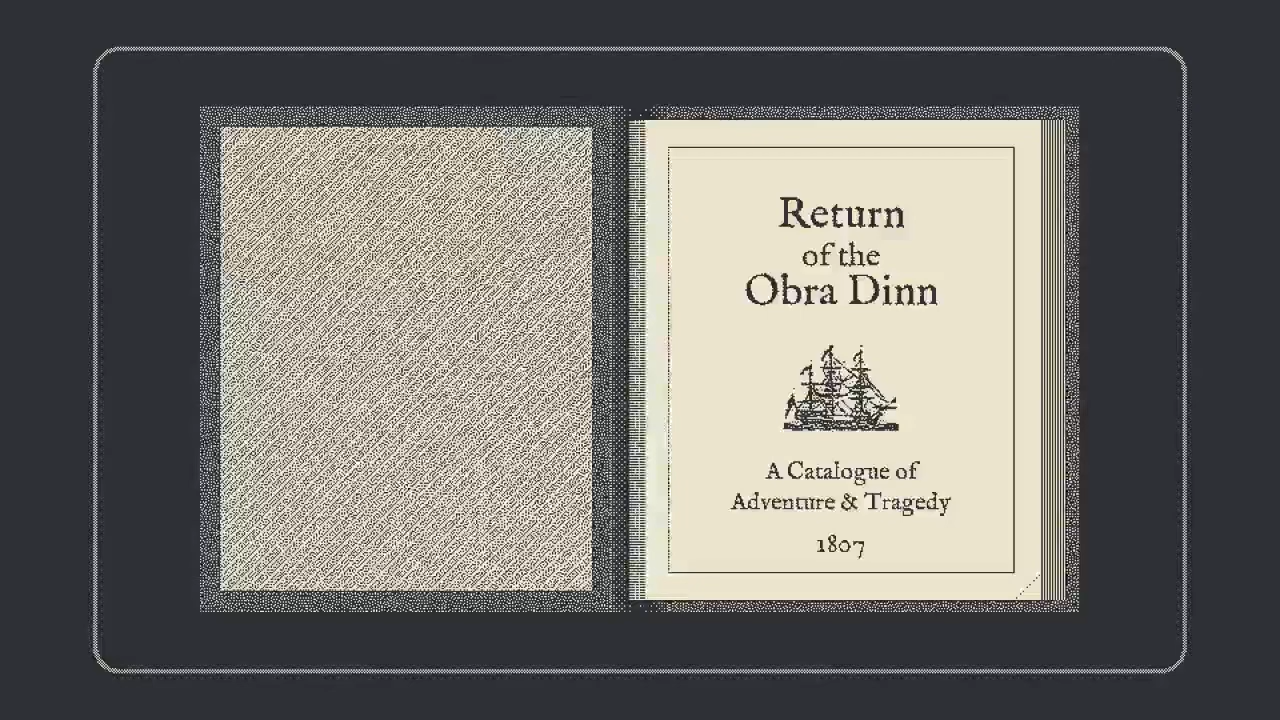 Return
of the
Obra Dinn
A Catalogue of
Adventure & Tragedy
1807